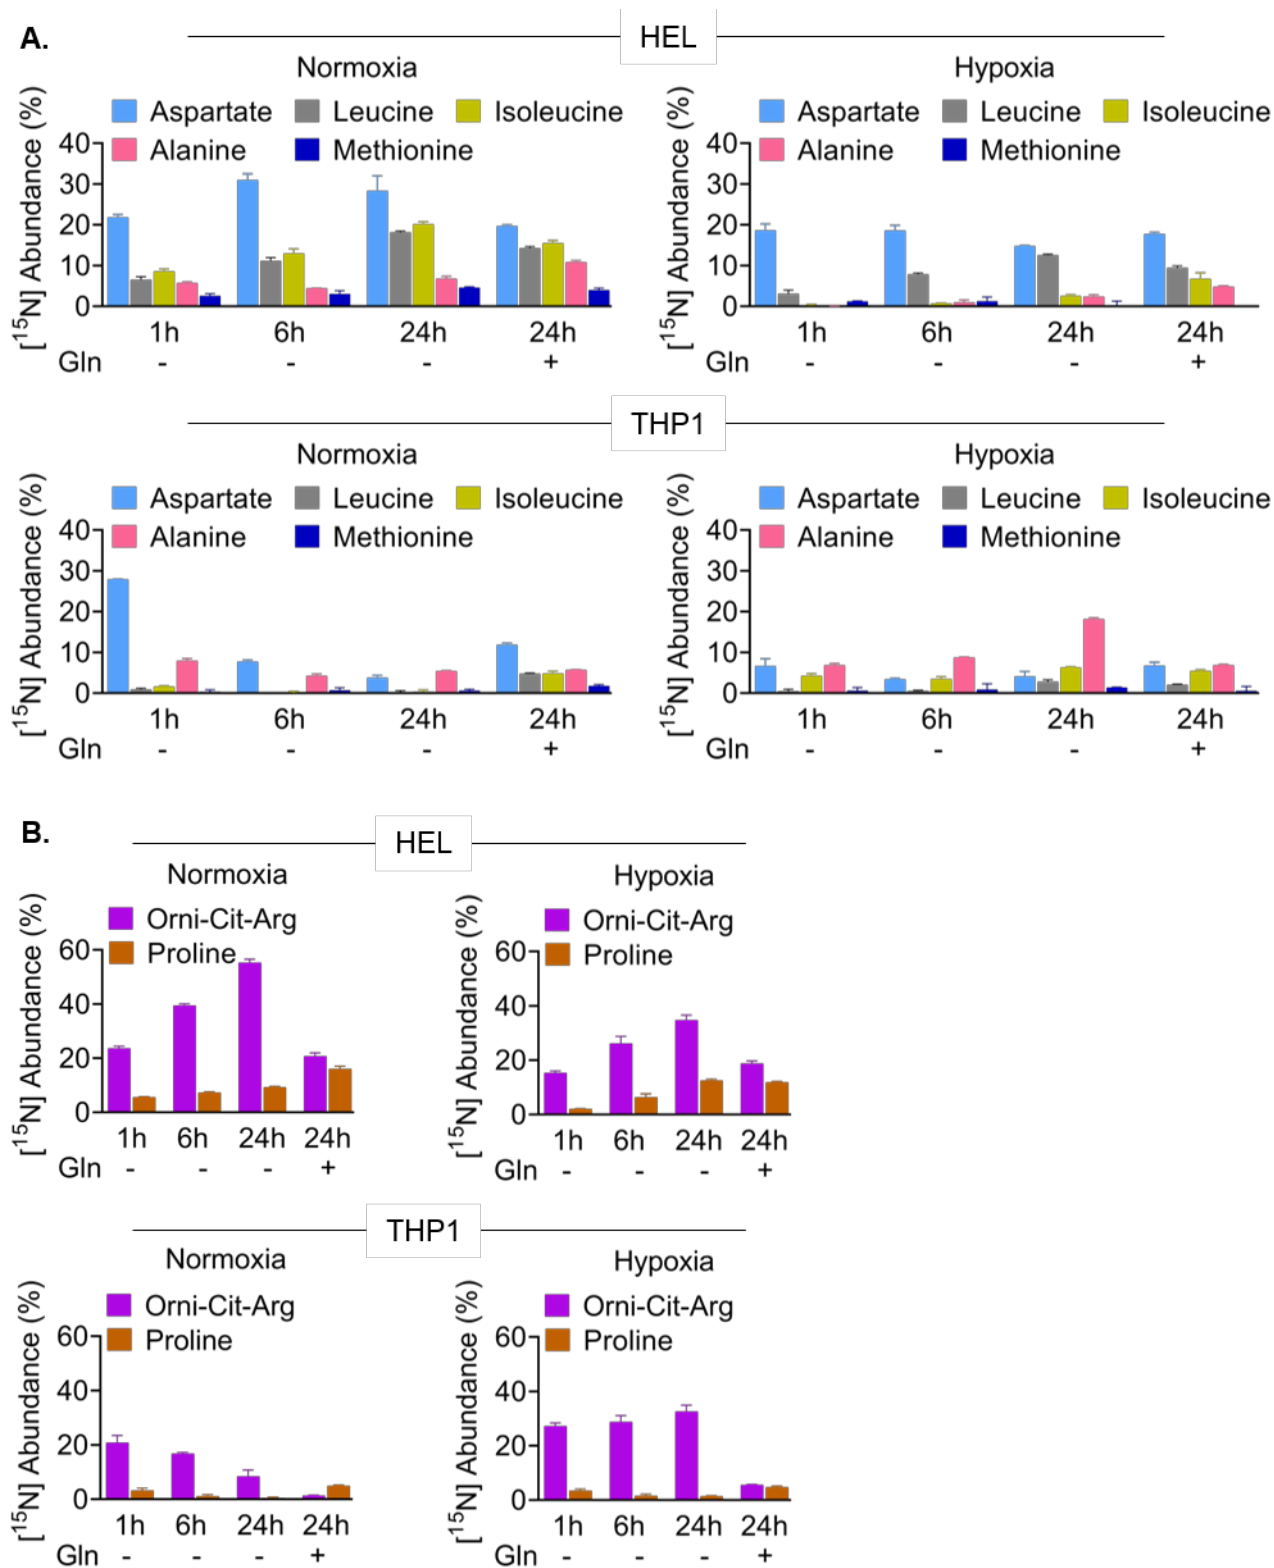 A.
HEL
Normoxia
Hypoxia
Aspartate Leucine Isoleucine
Alanine Methionine
[15N] Abundance (%)
40
30
20
10
0
1h 6h 24h 24h
Gln - - - +
Aspartate Leucine Isoleucine
Alanine Methionine
[15N] Abundance (%)
40
30
20
10
0
1h 6h 24h 24h
Gln - - - +
THP1
Normoxia
Hypoxia
Aspartate Leucine Isoleucine
Alanine Methionine
[15N] Abundance (%)
40
30
20
10
0
1h 6h 24h 24h
Gln - - - +
Aspartate Leucine Isoleucine
Alanine Methionine
[15N] Abundance (%)
40
30
20
10
0
1h 6h 24h 24h
Gln - - - +
B.
HEL
Normoxia
Hypoxia
Orni-Cit-Arg
Proline
[15N] Abundance (%)
60
40
20
0
1h 6h 24h 24h
Gln - - - +
Orni-Cit-Arg
Proline
[15N] Abundance (%)
60
40
20
0
1h 6h 24h 24h
Gln - - - +
THP1
Normoxia
Hypoxia
Orni-Cit-Arg
Proline
[15N] Abundance (%)
60
40
20
0
1h 6h 24h 24h
Gln - - - +
Orni-Cit-Arg
Proline
[15N] Abundance (%)
60
40
20
0
1h 6h 24h 24h
Gln - - - +